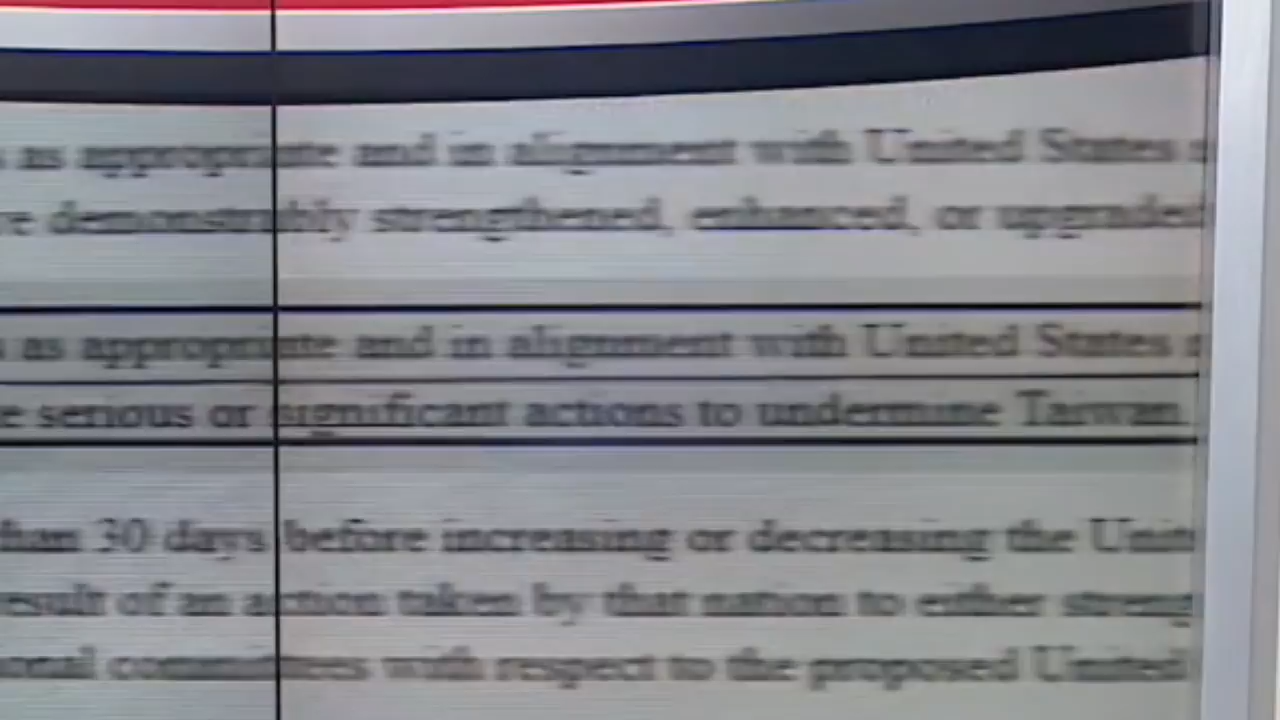 as appropriate and in alignment with United States
demonstrably strengthened, enhanced, or upgraded
as appropriate and in alignment with United States
serious or significant actions to undermine Taiwan.
than 30 days before increasing or decreasing the Unit
result of an action taken by that nation to either streng
onal committees with respect to the proposed United